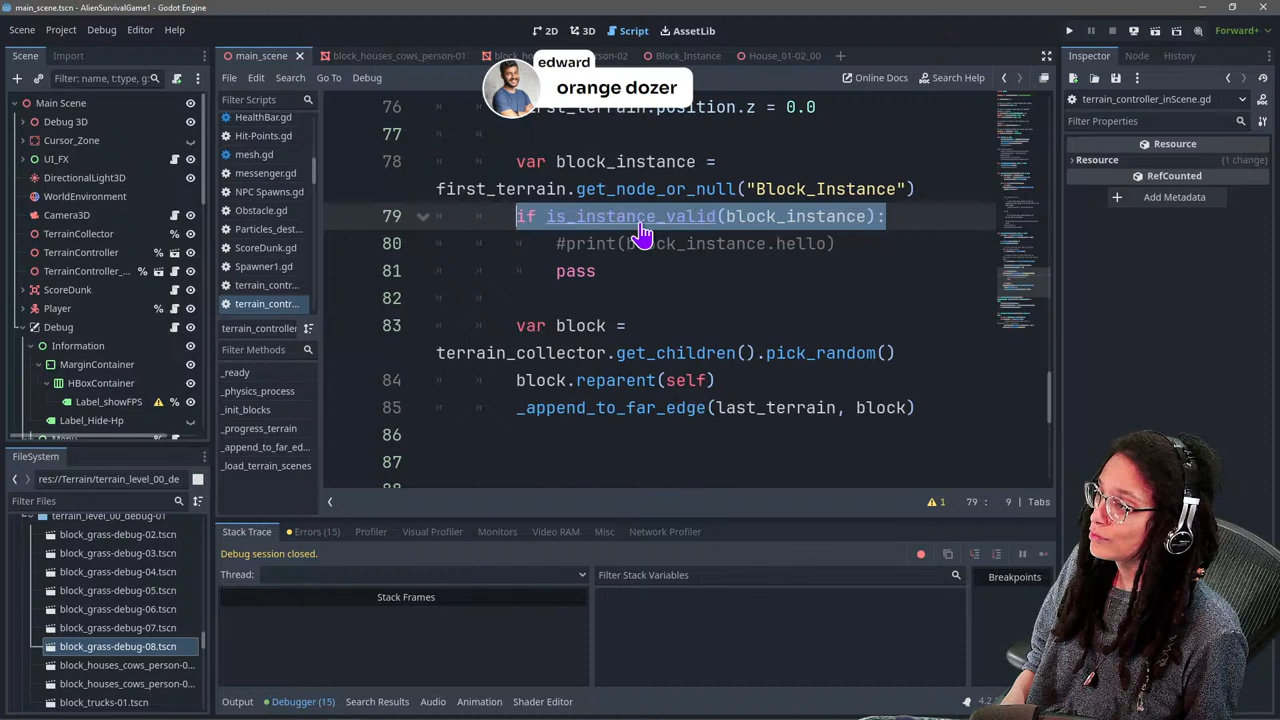 main_scene.tscn - AlienSurvivalGame1 - Godot Engine
Scene Project Debug Editor Help
2D 3D Script AssetLib
Forward+
Scene Import
main_scene
block_houses_cows_person-01
Block_Instance
House_01-02_00
Inspector Node History
Filter: name, t:type, g:
File Edit Search Go To Debug
Online Docs Search Help
edward
orange dozer
terrain_controller_inscene.gd
Filter Properties
Resource
Resource (1 change)
RefCounted
Add Metadata
Main Scene
Debug 3D
Cursor_Zone
UI_FX
DirectionalLight3D
WorldEnvironment
Camera3D
TerrainCollector
TerrainController
TerrainController_...
ScoreDunk
Player
Debug
Information
MarginContainer
HBoxContainer
Label_showFPS
Label_Hide-Hp
Filter Scripts
HealthBar.gd
Hit-Points.gd
mesh.gd
messenger.gd
NPC Spawns.gd
Obstacle.gd
Particles_dest...
ScoreDunk.gd
Spawner1.gd
terrain_contr...
terrain_contr...
terrain_controller
Filter Methods
_ready
_physics_process
_init_blocks
_progress_terrain
_append_to_far_ed...
_load_terrain_scenes
76 first_terrain.position.z = 0.0
77
78 var block_instance =
first_terrain.get_node_or_null("Block_Instance")
79 if is_instance_valid(block_instance):
80 #print(block_instance.hello)
81 pass
82
83 var block =
terrain_collector.get_children().pick_random()
84 block.reparent(self)
85 _append_to_far_edge(last_terrain, block)
86
87
88
1 79 : 9 | Tabs
FileSystem
res://Terrain/terrain_level_00_de
Filter Files
terrain_level_00_debug-01
block_grass-debug-02.tscn
block_grass-debug-03.tscn
block_grass-debug-04.tscn
block_grass-debug-05.tscn
block_grass-debug-06.tscn
block_grass-debug-07.tscn
block_grass-debug-08.tscn
block_houses_cows_person-0...
block_houses_cows_person-0...
block_trucks-01.tscn
Stack Trace Errors (15) Profiler Visual Profiler Monitors Video RAM Misc Network Profiler
Debug session closed.
Thread:
Filter Stack Variables
Breakpoints
Stack Frames
Output Debugger (15) Search Results Audio Animation Shader Editor
4.2